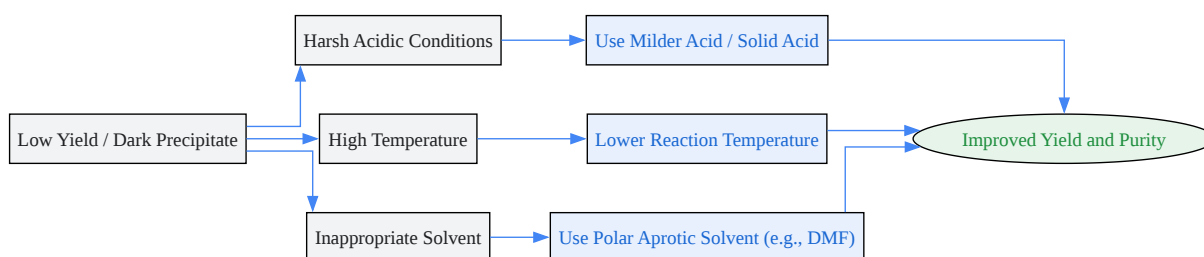 Harsh Acidic Conditions
Use Milder Acid / Solid Acid
Low Yield / Dark Precipitate
High Temperature
Lower Reaction Temperature
Improved Yield and Purity
Inappropriate Solvent
Use Polar Aprotic Solvent (e.g., DMF)